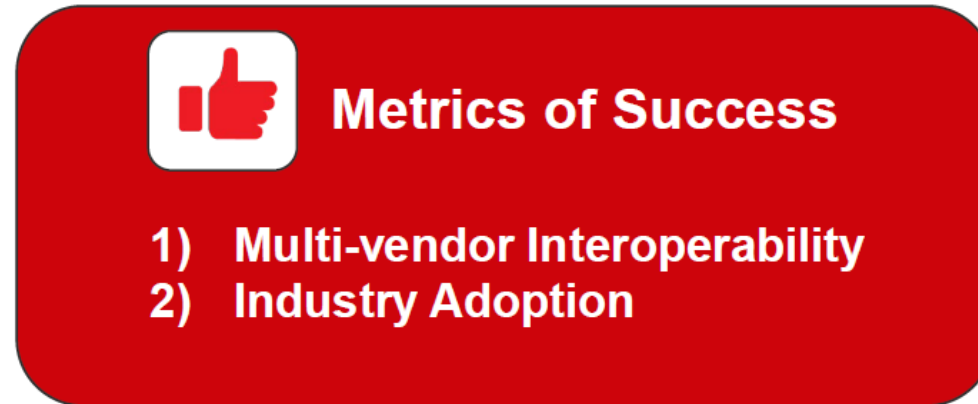 Metrics of Success
1) Multi-vendor Interoperability
2) Industry Adoption